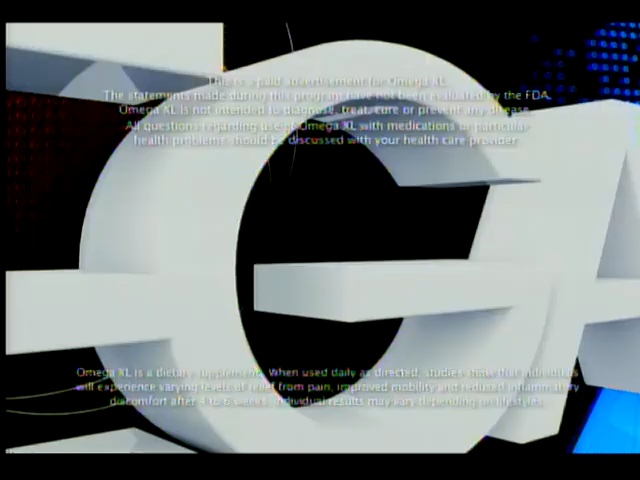 This is a paid advertisement for Omega XL.
The statements made during this program have not been evaluated by the FDA.
Omega XL is not intended to diagnose, treat, cure or prevent any disease.
All questions regarding use of Omega XL with medications or particular
health problems should be discussed with your health care provider.
Omega XL is a dietary supplement. When used daily as directed, studies show that individuals
will experience varying levels of relief from pain, improved mobility and reduced inflammatory
discomfort after 4 to 6 weeks. Individual results may vary depending on lifestyles.